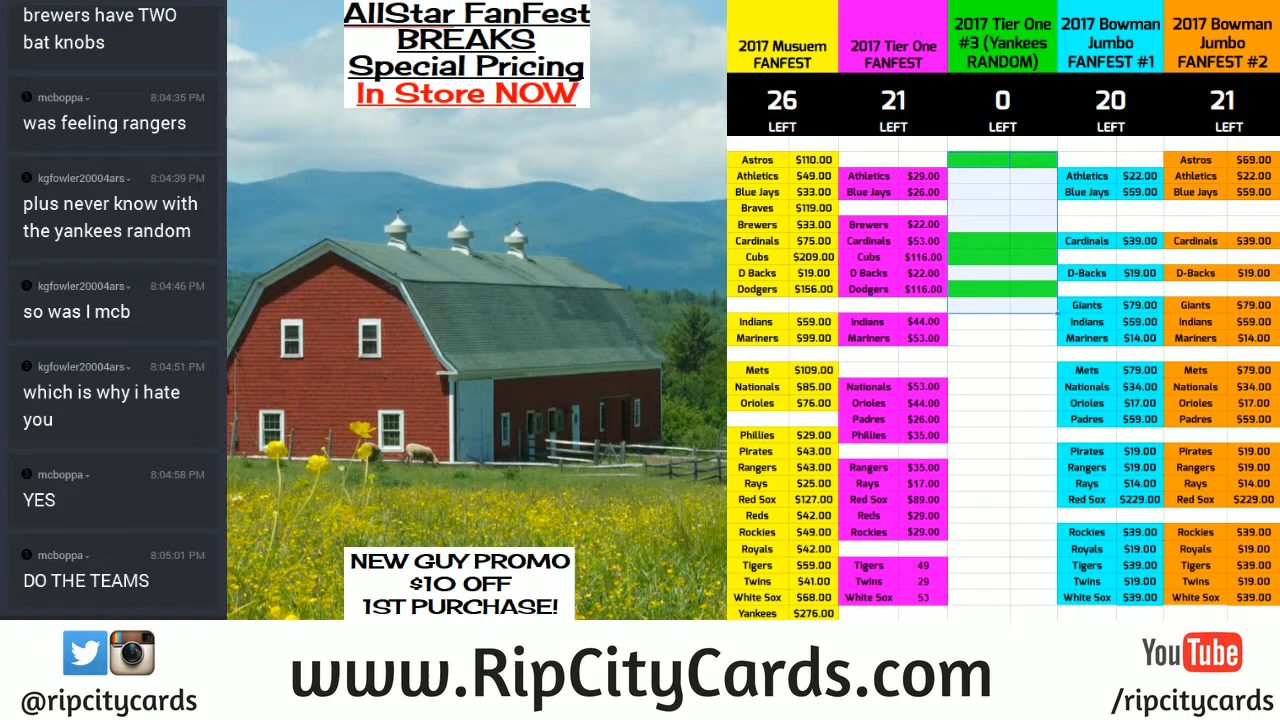 brewers have TWO
bat knobs
mcboppa 8:04:35 PM
was feeling rangers
kgfowler20004ars 8:04:39 PM
plus never know with
the yankees random
kgfowler20004ars 8:04:46 PM
so was I mcb
kgfowler20004ars 8:04:51 PM
which is why i hate
you
mcboppa 8:04:58 PM
YES
mcboppa 8:05:01 PM
DO THE TEAMS
AllStar FanFest
BREAKS
Special Pricing
In Store NOW
NEW GUY PROMO
$10 OFF
1ST PURCHASE!
2017 Musuem
FANFEST
26
LEFT
Astros $110.00
Athletics $49.00
Blue Jays $33.00
Braves $119.00
Brewers $33.00
Cardinals $75.00
Cubs $209.00
D Backs $19.00
Dodgers $156.00
Indians $59.00
Mariners $99.00
Mets $109.00
Nationals $85.00
Orioles $76.00
Phillies $29.00
Pirates $43.00
Rangers $43.00
Rays $25.00
Red Sox $127.00
Reds $42.00
Rockies $49.00
Royals $42.00
Tigers $59.00
Twins $41.00
White Sox $68.00
Yankees $276.00
2017 Tier One
FANFEST
21
LEFT
Athletics $29.00
Blue Jays $26.00
Brewers $22.00
Cardinals $53.00
Cubs $116.00
D Backs $22.00
Dodgers $116.00
Indians $44.00
Mariners $53.00
Nationals $53.00
Orioles $44.00
Padres $26.00
Phillies $35.00
Rangers $35.00
Rays $17.00
Red Sox $89.00
Reds $29.00
Rockies $29.00
Tigers 49
Twins 29
White Sox 53
2017 Tier One
#3 (Yankees
RANDOM)
0
LEFT
2017 Bowman
Jumbo
FANFEST #1
20
LEFT
Athletics $22.00
Blue Jays $59.00
Cardinals $39.00
D-Backs $19.00
Giants $79.00
Indians $59.00
Mariners $14.00
Mets $79.00
Nationals $34.00
Orioles $17.00
Padres $59.00
Pirates $19.00
Rangers $19.00
Rays $14.00
Red Sox $229.00
Rockies $39.00
Royals $19.00
Tigers $39.00
Twins $19.00
White Sox $39.00
2017 Bowman
Jumbo
FANFEST #2
21
LEFT
Astros $69.00
Athletics $22.00
Blue Jays $59.00
Cardinals $39.00
D-Backs $19.00
Giants $79.00
Indians $59.00
Mariners $14.00
Mets $79.00
Nationals $34.00
Orioles $17.00
Padres $59.00
Pirates $19.00
Rangers $19.00
Rays $14.00
Red Sox $229.00
Rockies $39.00
Royals $19.00
Tigers $39.00
Twins $19.00
White Sox $39.00
@ripcitycards
www.RipCityCards.com
YouTube
/ripcitycards